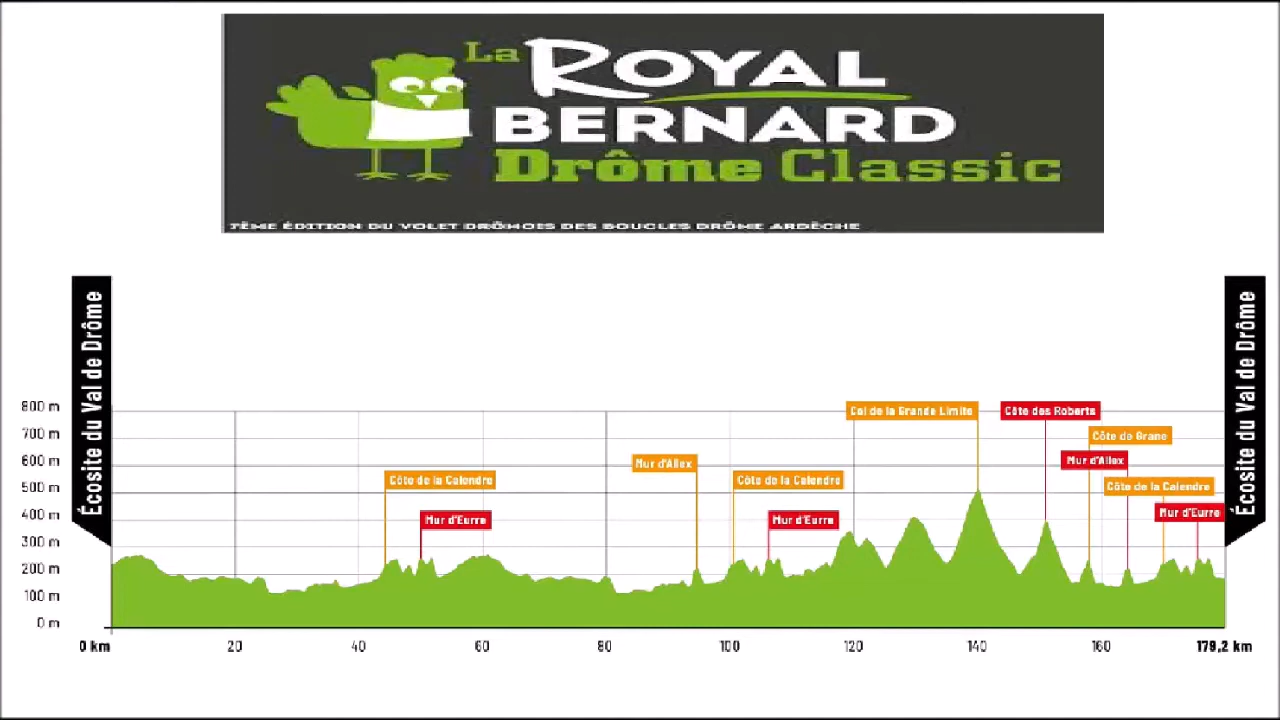 La ROYAL
BERNARD
Drôme Classic
7ÈME ÉDITION DU VOLET DRÔMOIS DES BOUCLES DRÔME ARDÈCHE
Écosite du Val de Drôme
Écosite du Val de Drôme
800 m
700 m
600 m
500 m
400 m
300 m
200 m
100 m
0 m
Col de la Grande Limite
Côte des Roberts
Côte de Grane
Mur d'Allex
Mur d'Allex
Côte de la Calendre
Côte de la Calendre
Côte de la Calendre
Mur d'Eurre
Mur d'Eurre
Mur d'Eurre
0 km 20 40 60 80 100 120 140 160 179,2 km